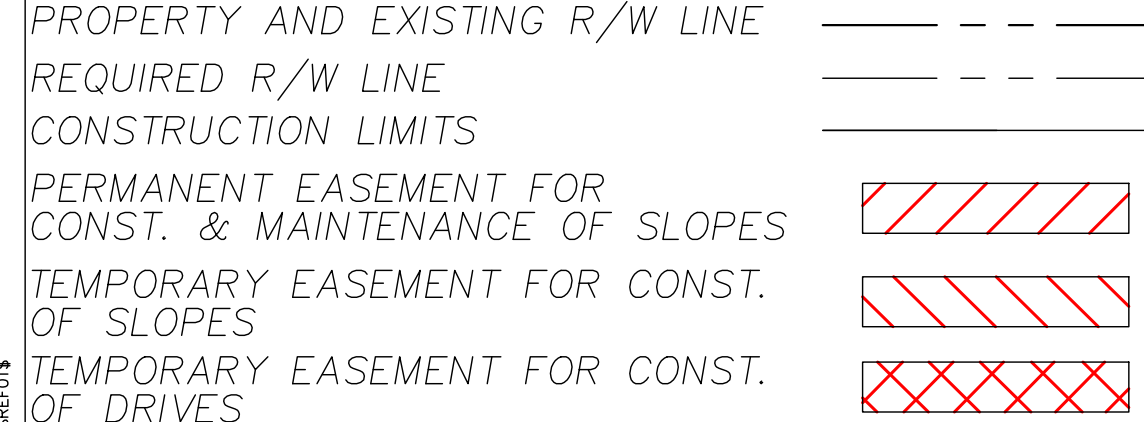 PROPERTY AND EXISTING R/W LINE
REQUIRED R/W LINE
CONSTRUCTION LIMITS
PERMANENT EASEMENT FOR
CONST. & MAINTENANCE OF SLOPES
TEMPORARY EASEMENT FOR CONST.
OF SLOPES
TEMPORARY EASEMENT FOR CONST.
OF DRIVES